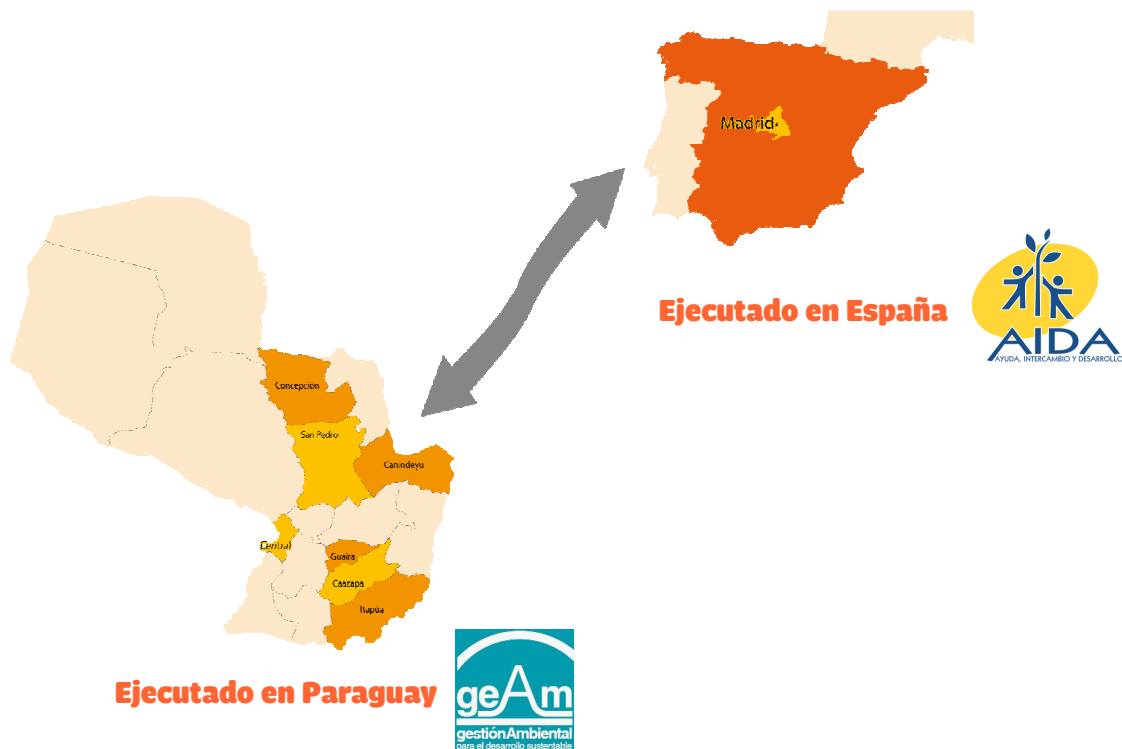 Madrid
Ejecutado en España
AIDA
AYUDA, INTERCAMBIO Y DESARROLLO
Concepción
San Pedro
Canindeyu
Central
Guaira
Caazapa
Itapúa
Ejecutado en Paraguay
geAm
gestiónAmbiental
para el desarrollo sustentable